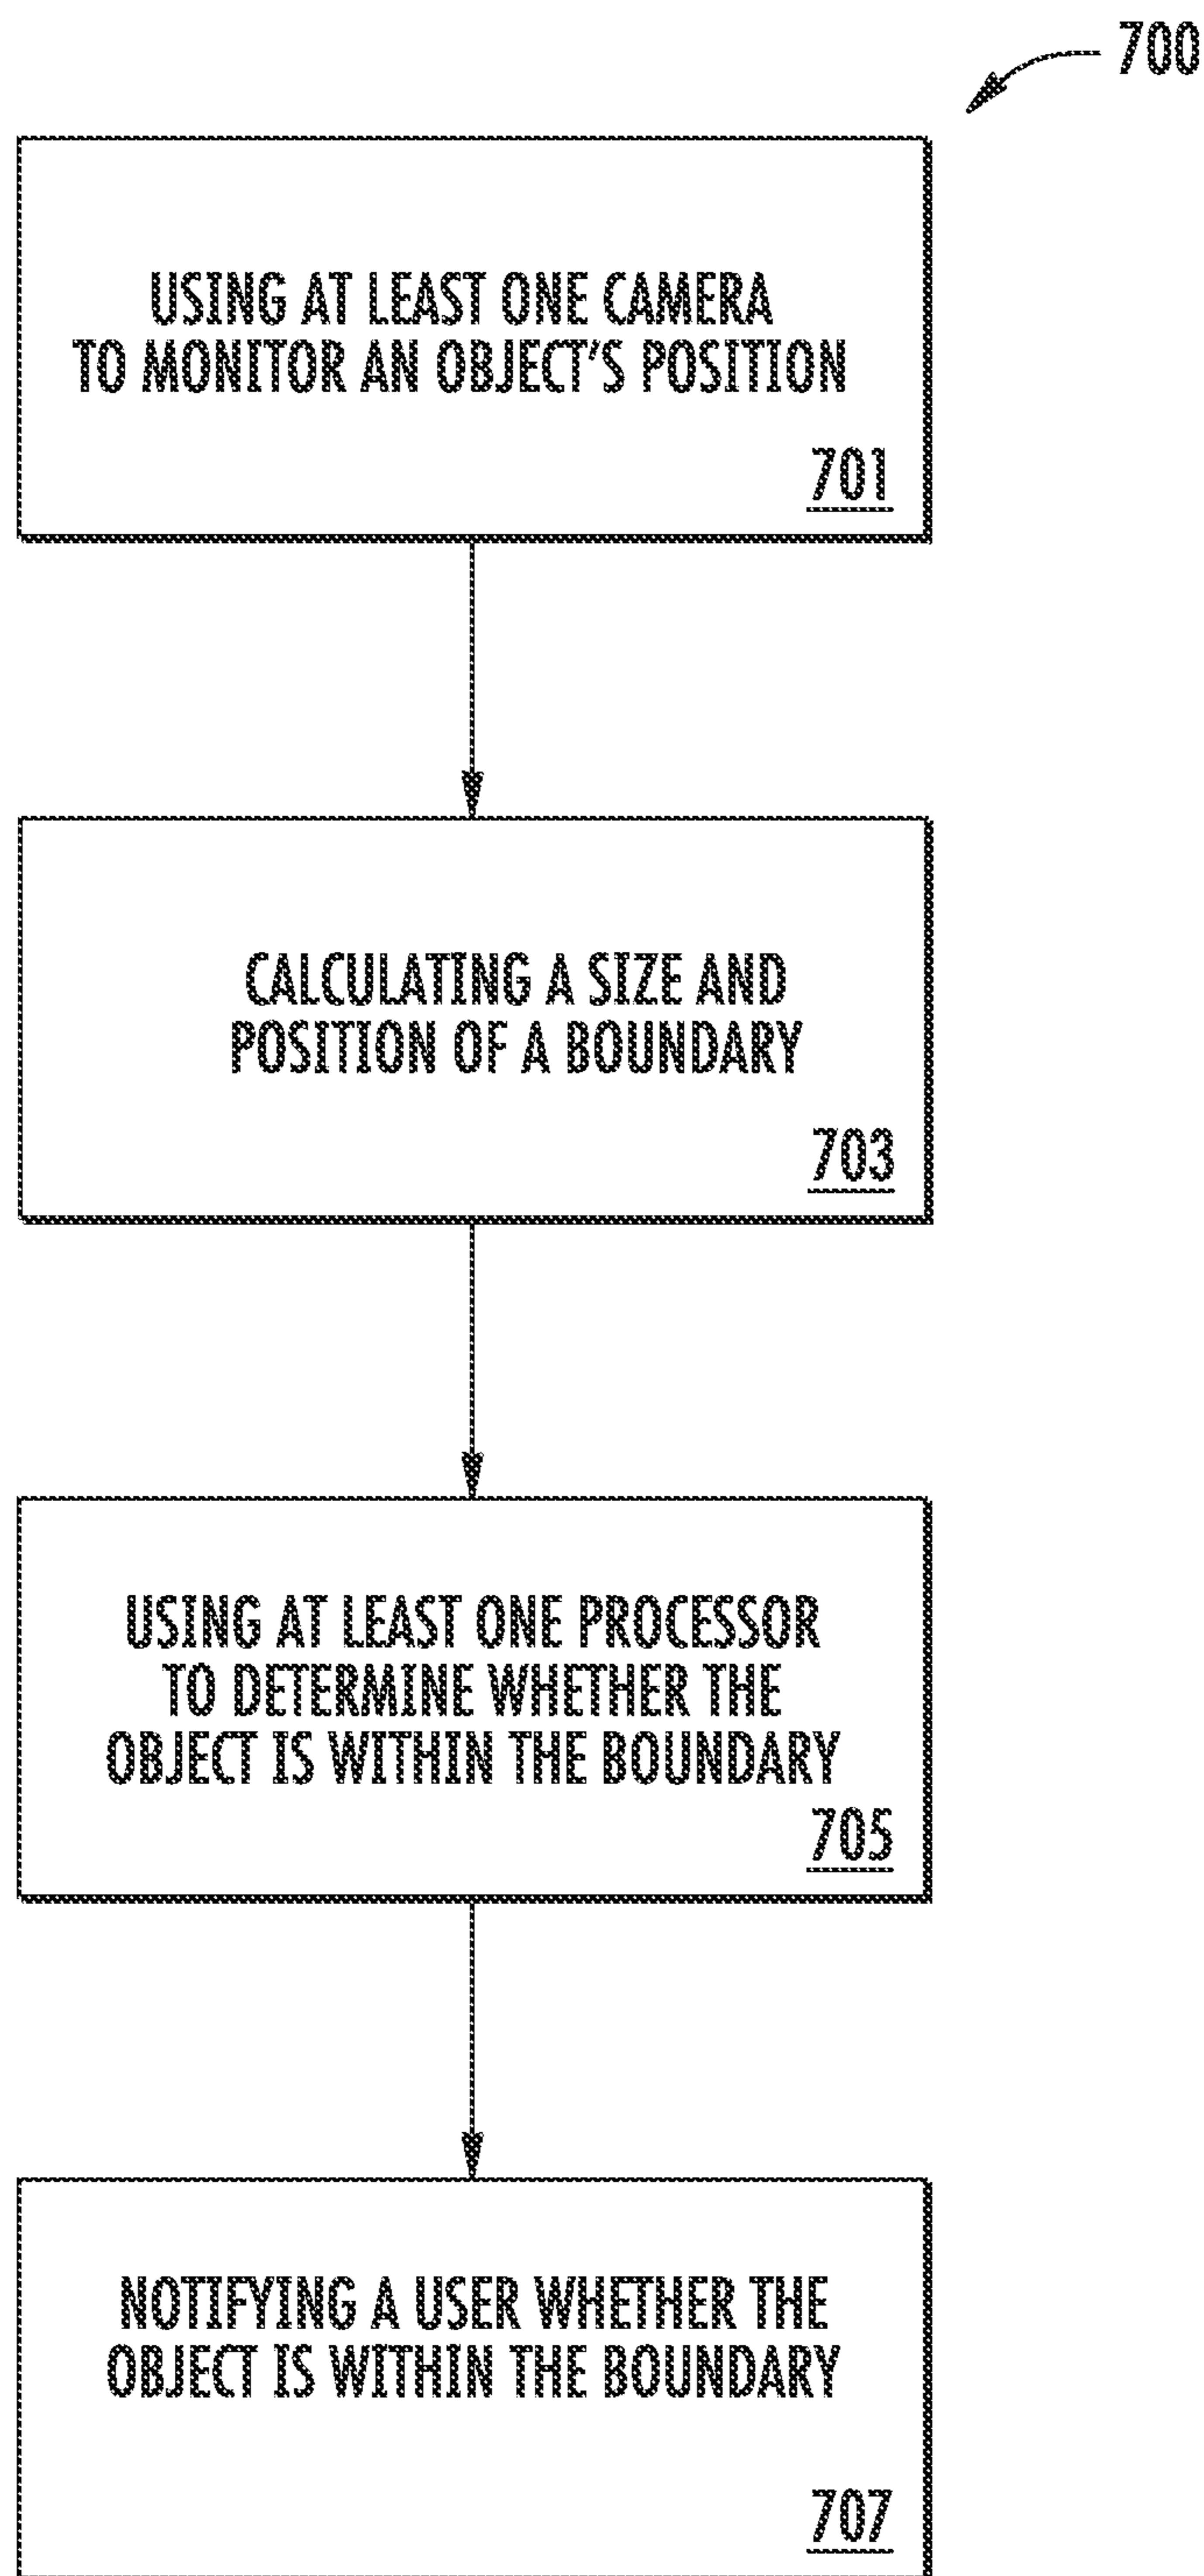 700
USING AT LEAST ONE CAMERA
TO MONITOR AN OBJECT'S POSITION
701
CALCULATING A SIZE AND
POSITION OF A BOUNDARY
703
USING AT LEAST ONE PROCESSOR
TO DETERMINE WHETHER THE
OBJECT IS WITHIN THE BOUNDARY
705
NOTIFYING A USER WHETHER THE
OBJECT IS WITHIN THE BOUNDARY
707